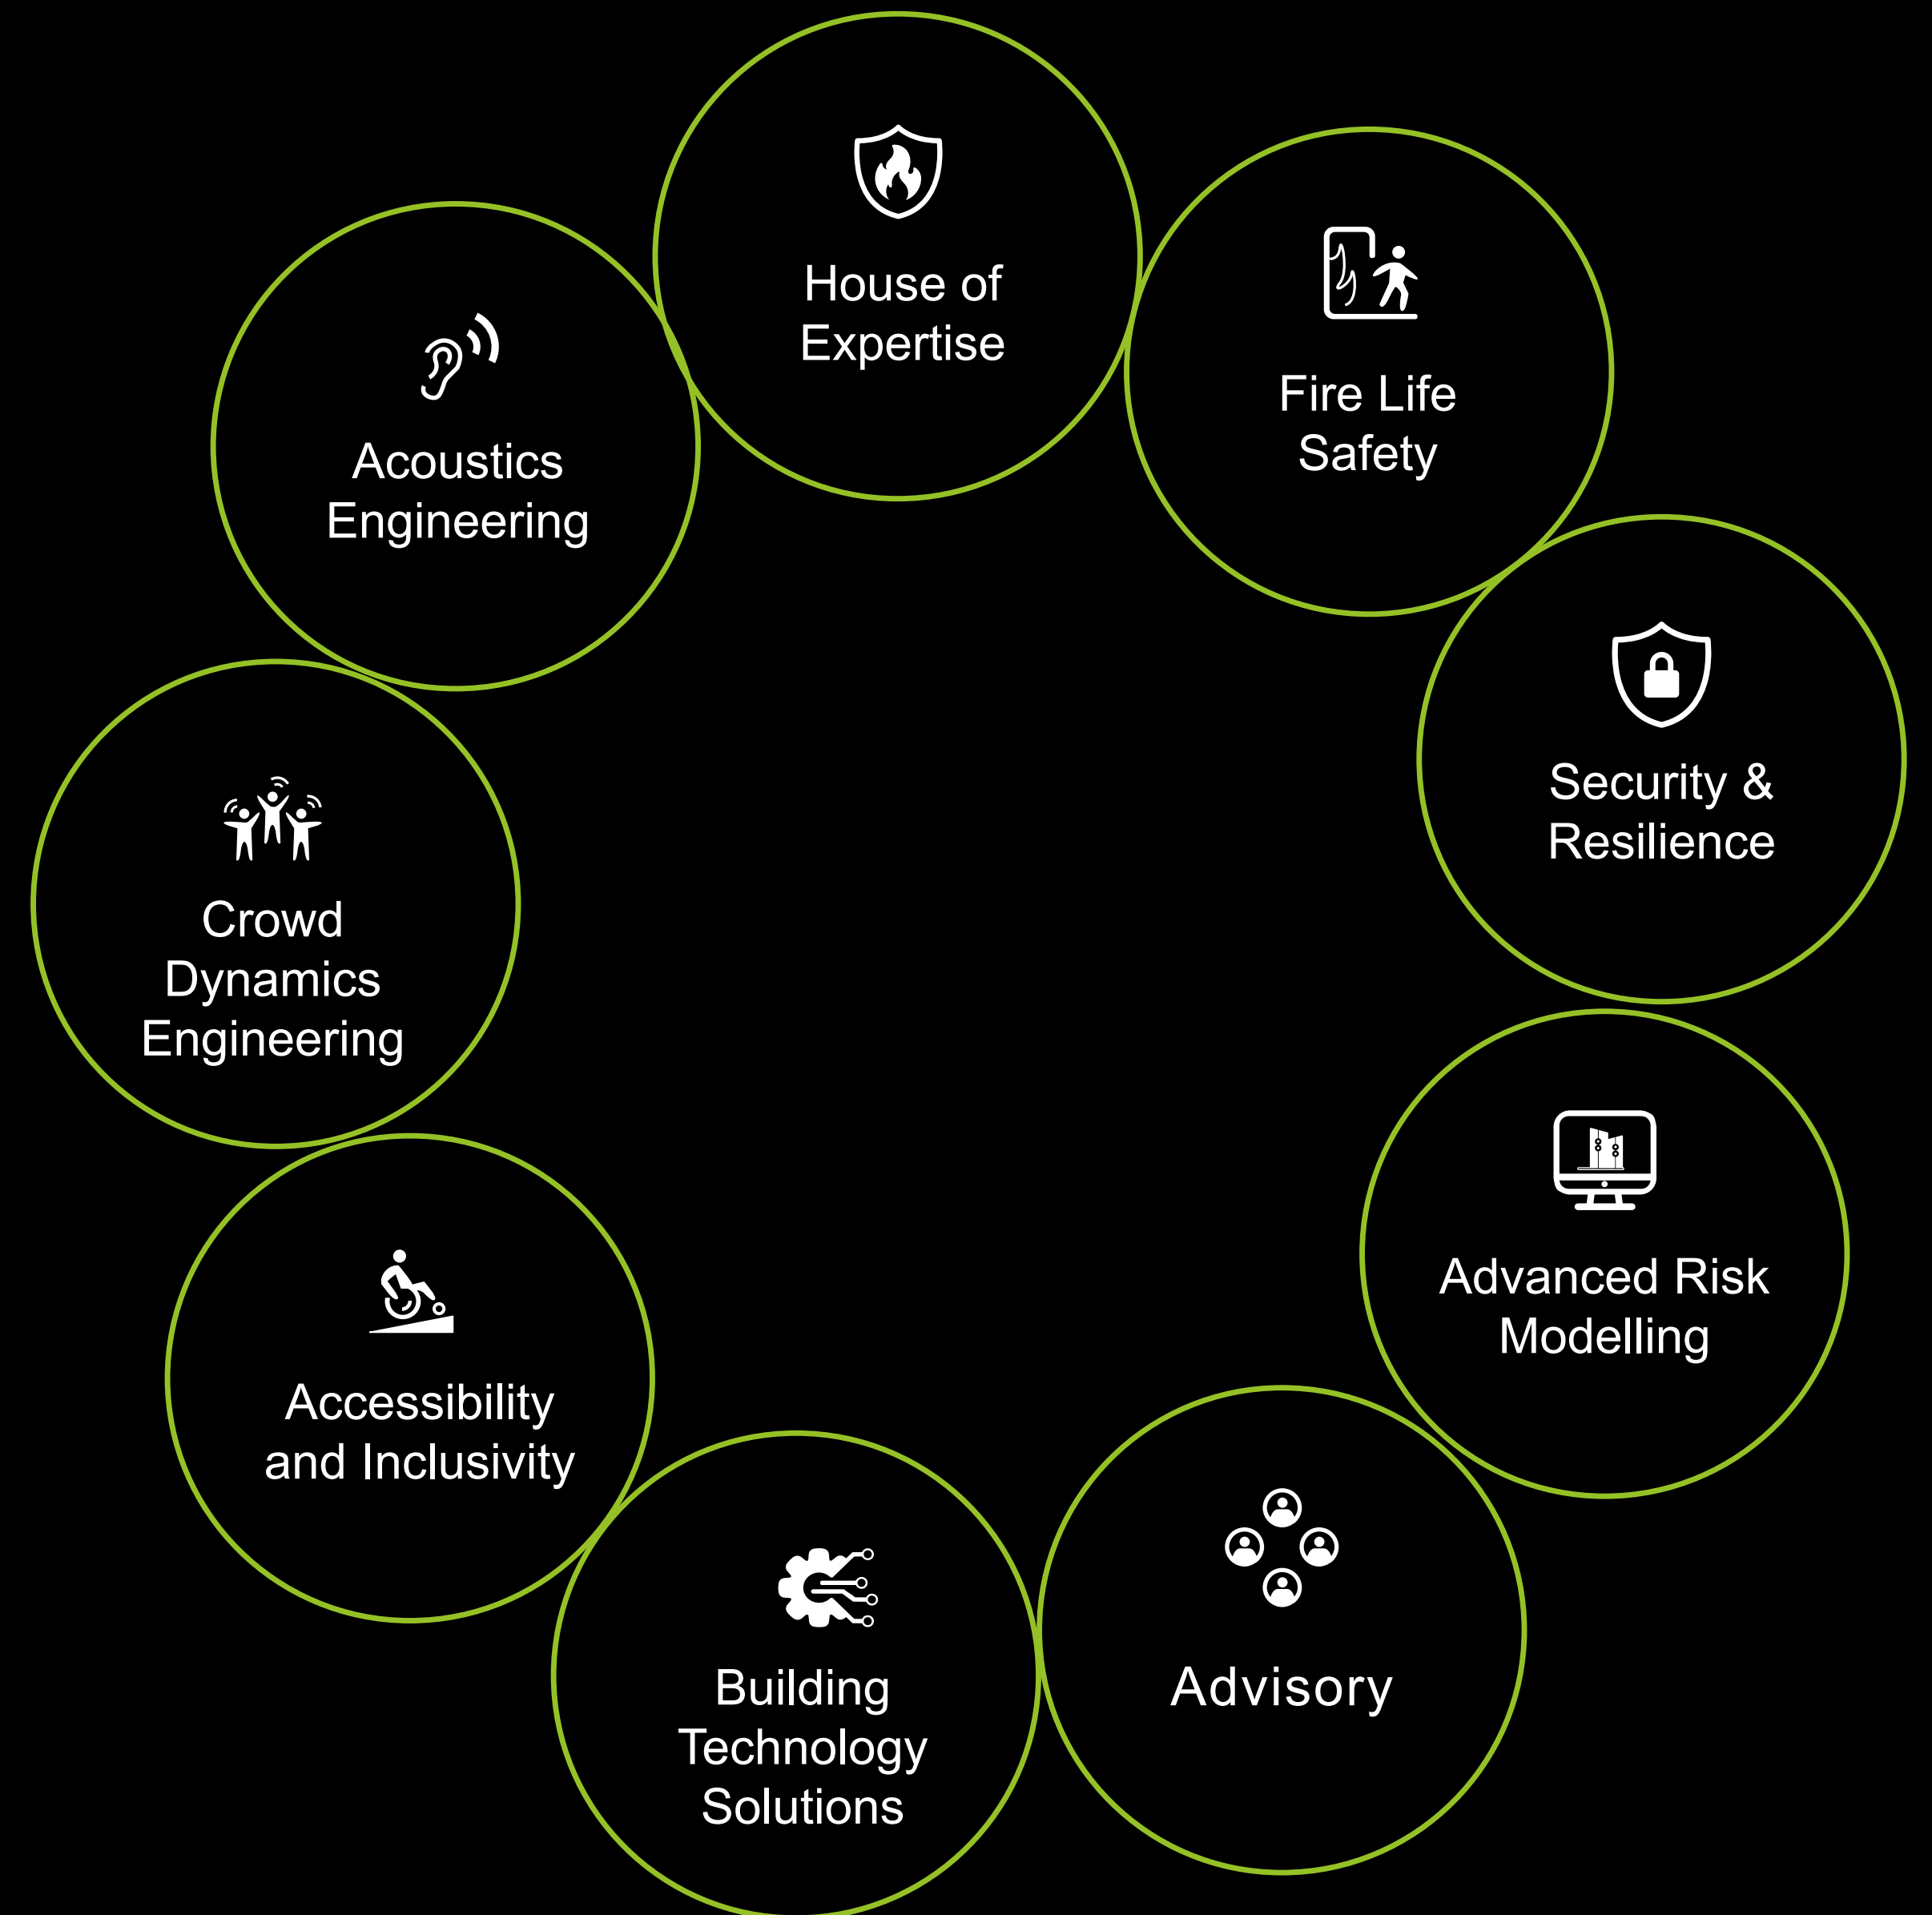 House of
Expertise
Fire Life
Safety
Security &
Resilience
Advanced Risk
Modelling
Advisory
Building
Technology
Solutions
Accessibility
and Inclusivity
Crowd
Dynamics
Engineering
Acoustics
Engineering